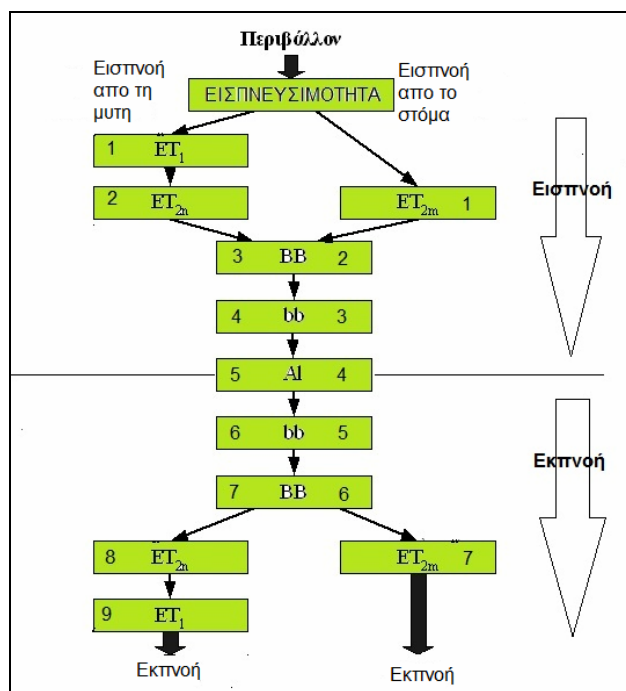 Περιβάλλον
Εισπνοή
απο τη
μυτη
Εισπνοή
απο το
στόμα
ΕΙΣΠΝΕΥΣΙΜΟΤΗΤΑ
1 ET1
2 ET2n
ET2m 1
Εισπνοή
3 BB 2
4 bb 3
5 Al 4
6 bb 5
Εκπνοή
7 BB 6
8 ET2n
ET2m 7
9 ET1
Εκπνοή
Εκπνοή